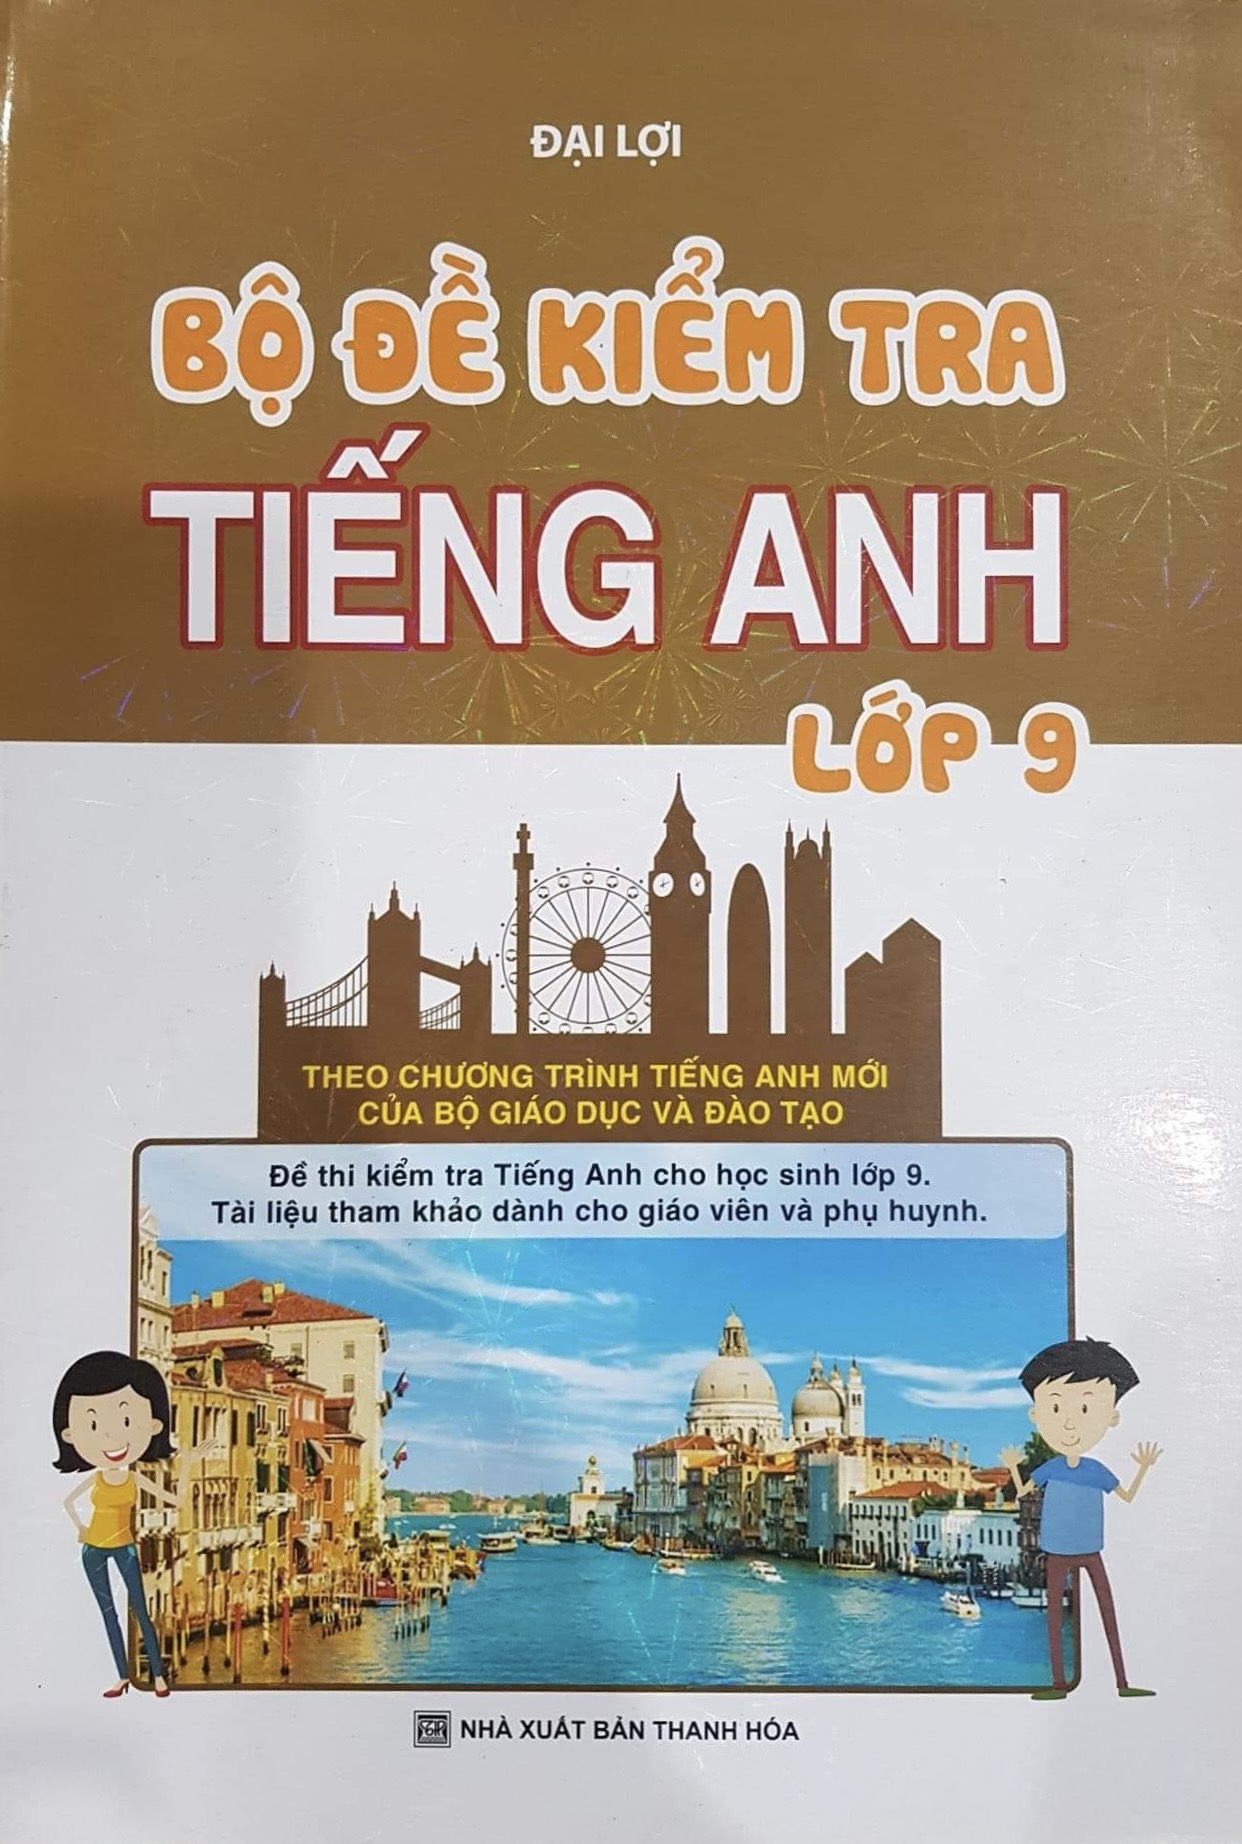 ĐẠI LỢI
BỘ ĐỀ KIỂM TRA
TIẾNG ANH
LỚP 9
THEO CHƯƠNG TRÌNH TIẾNG ANH MỚI
CỦA BỘ GIÁO DỤC VÀ ĐÀO TẠO
Đề thi kiểm tra Tiếng Anh cho học sinh lớp 9.
Tài liệu tham khảo dành cho giáo viên và phụ huynh.
NHÀ XUẤT BẢN THANH HÓA